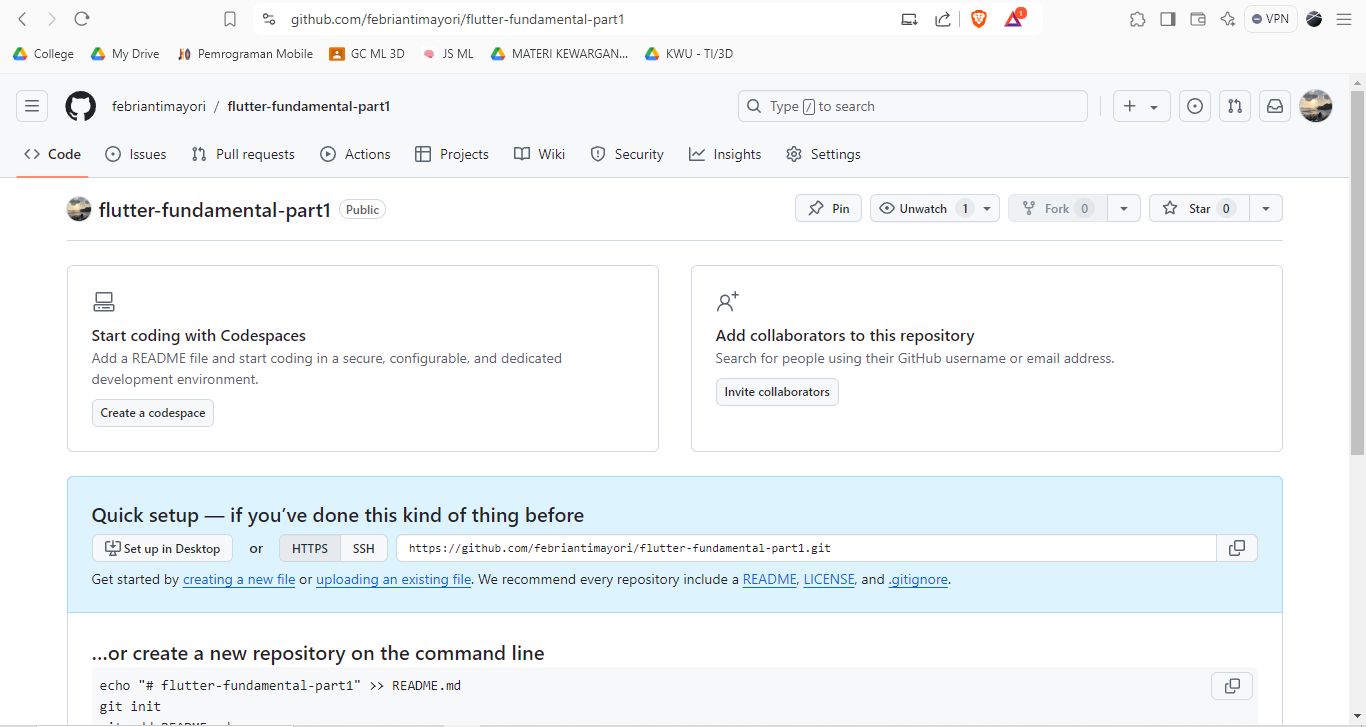 github.com/febriantimayori/flutter-fundamental-part1
1
VPN
College
My Drive
Pemrograman Mobile
GC ML 3D
JS ML
MATERI KEWARGAN...
KWU - TI/3D
febriantimayori / flutter-fundamental-part1
Type / to search
Code
Issues
Pull requests
Actions
Projects
Wiki
Security
Insights
Settings
flutter-fundamental-part1 Public
Pin
Unwatch 1
Fork 0
Star 0
Start coding with Codespaces
Add a README file and start coding in a secure, configurable, and dedicated
development environment.
Create a codespace
Add collaborators to this repository
Search for people using their GitHub username or email address.
Invite collaborators
Quick setup — if you’ve done this kind of thing before
Set up in Desktop or HTTPS SSH https://github.com/febriantimayori/flutter-fundamental-part1.git
Get started by creating a new file or uploading an existing file. We recommend every repository include a README, LICENSE, and .gitignore.
…or create a new repository on the command line
echo "# flutter-fundamental-part1" >> README.md
git init